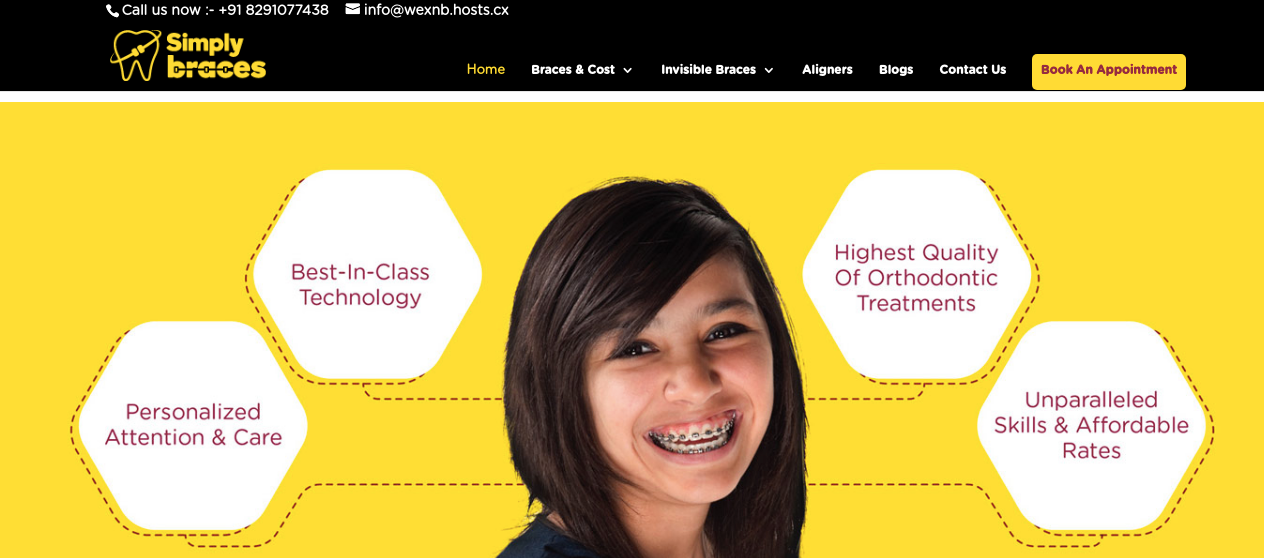 Call us now :- +91 8291077438 info@wexnb.hosts.cx
Simply
braces
Home Braces & Cost Invisible Braces Aligners Blogs Contact Us Book An Appointment
Best-In-Class
Technology
Highest Quality
Of Orthodontic
Treatments
Personalized
Attention & Care
Unparalleled
Skills & Affordable
Rates